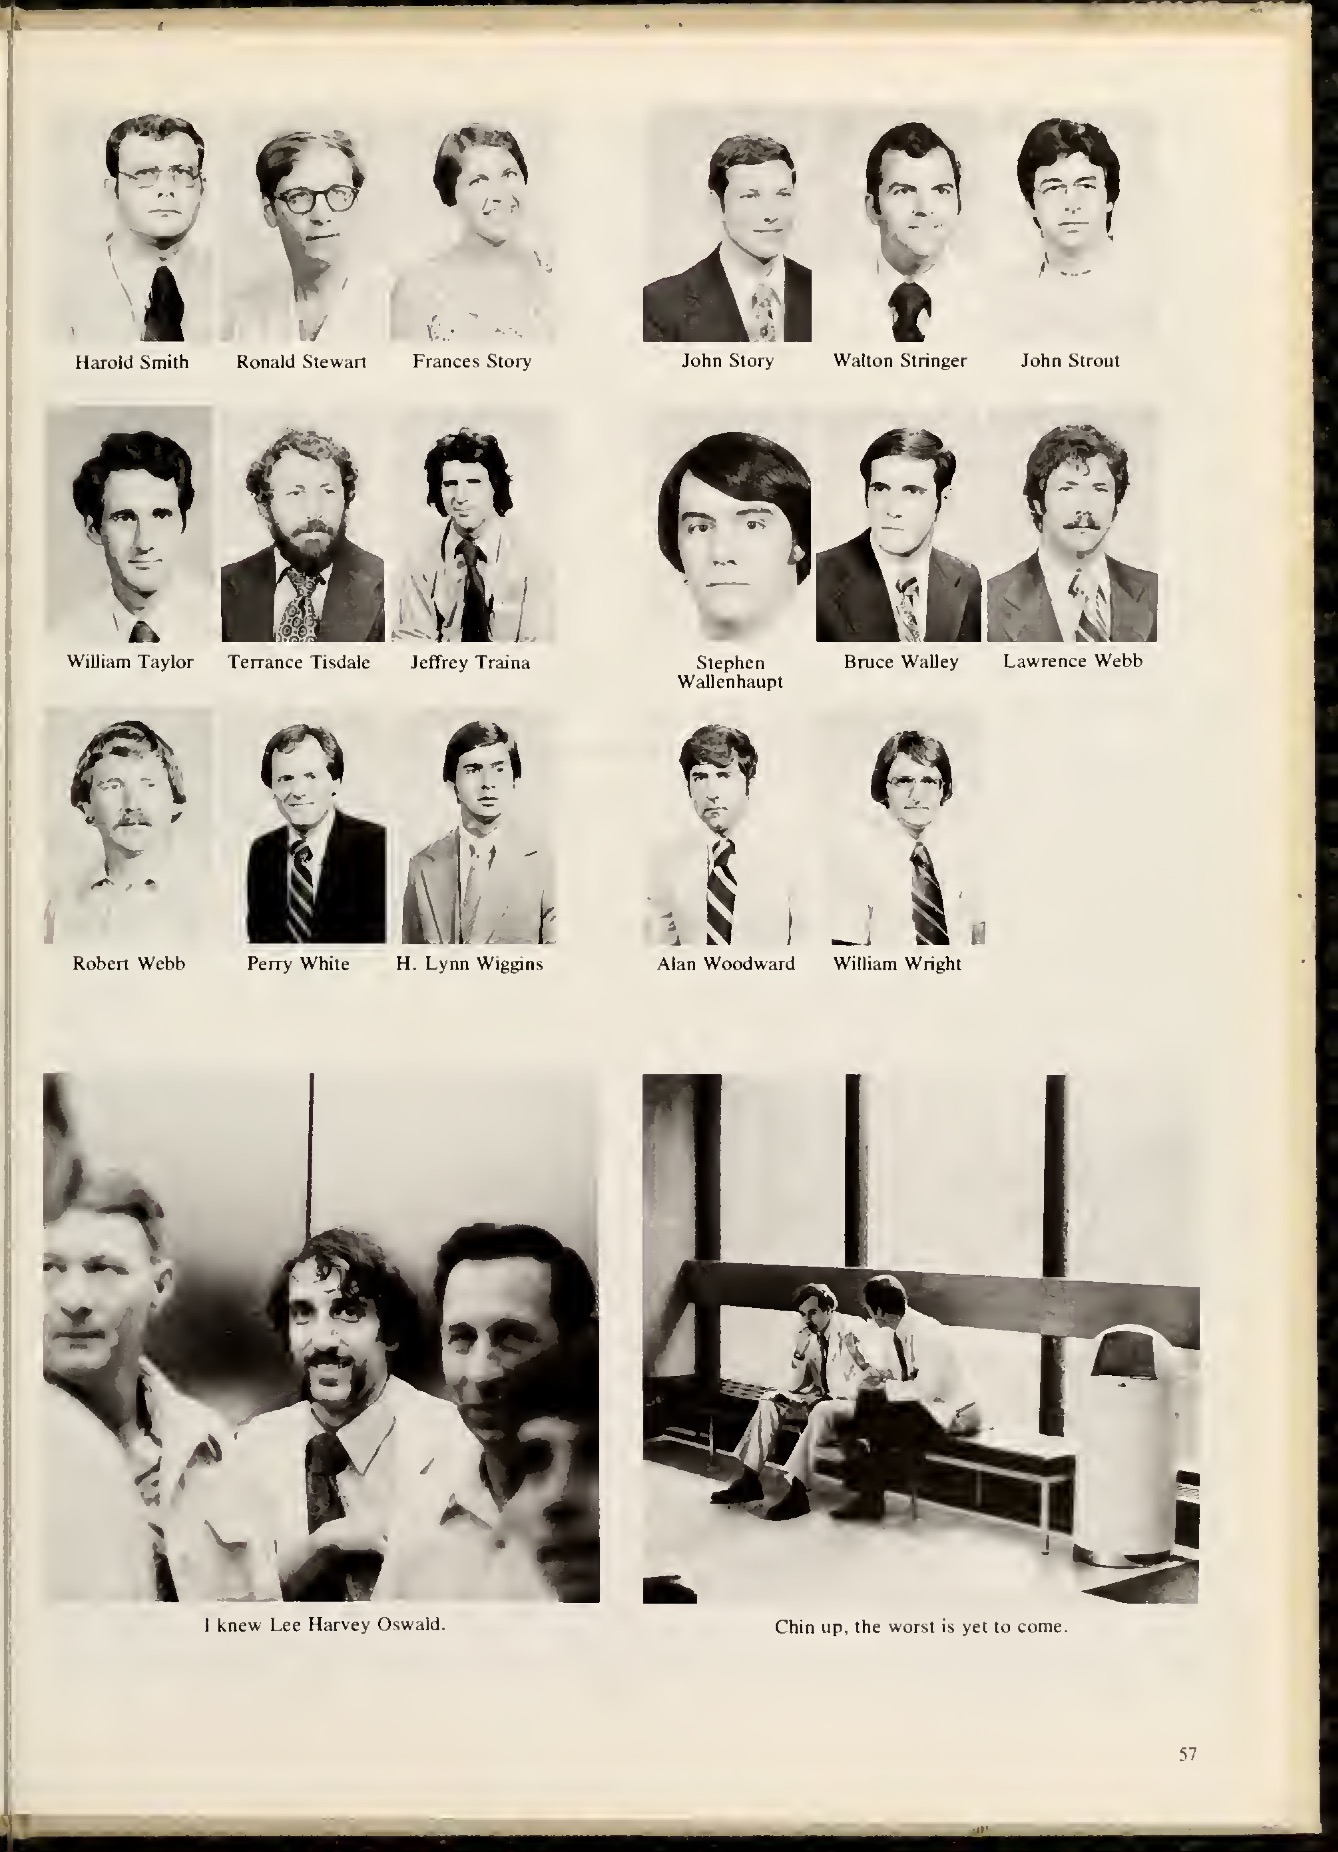 Harold Smith
Ronald Stewart
Frances Story
John Story
Walton Stringer
John Strout
William Taylor
Terrance Tisdale
Jeffrey Traina
Stephen
Wallenhaupt
Bruce Walley
Lawrence Webb
Robert Webb
Perry White
H. Lynn Wiggins
Alan Woodward
William Wright
I knew Lee Harvey Oswald.
Chin up, the worst is yet to come.
57